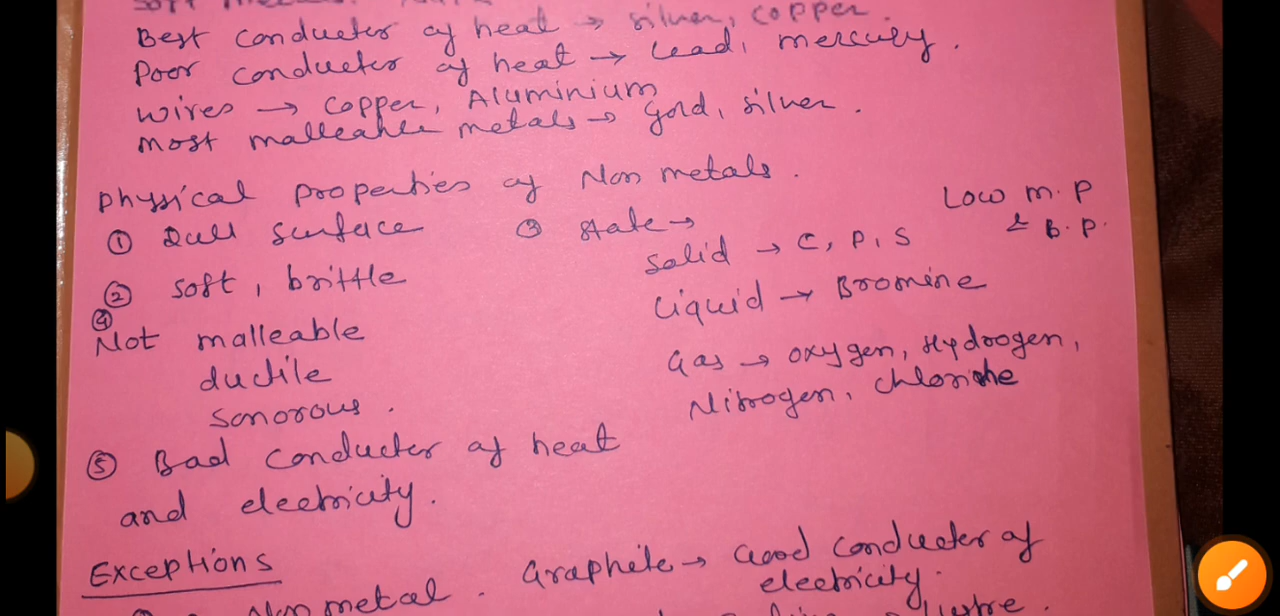 Best conductor of heat → silver, copper.
Poor conductor of heat → Lead, mercury.
Wires → copper, Aluminium
Most malleable metals → gold, silver.
Physical properties of Non metals.
① Dull surface
② soft, brittle
③ state →
solid → C, P, S
Liquid → Bromine
Gas → oxygen, Hydrogen,
Nitrogen, chlorine
Low m.p
& B.p.
④
Not malleable
ductile
sonorous.
⑤ Bad conductor of heat
and electricity.
Exceptions
Non metal.
Graphite → Good conductor of
electricity.
lustre.